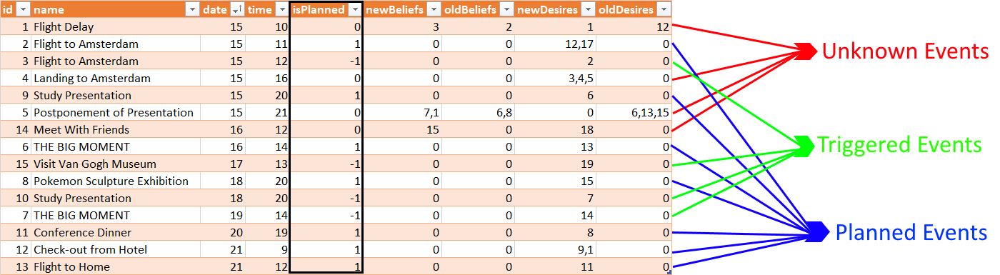 id name date time isPlanned newBeliefs oldBeliefs newDesires oldDesires
1 Flight Delay 15 10 0 3 2 1 12
2 Flight to Amsterdam 15 11 1 0 0 12,17 0
3 Flight to Amsterdam 15 12 -1 0 0 2 0
4 Landing to Amsterdam 15 16 0 0 0 3,4,5 0
9 Study Presentation 15 20 1 0 0 6 0
5 Postponement of Presentation 15 21 0 7,1 6,8 0 6,13,15
14 Meet With Friends 16 12 0 15 0 18 0
6 THE BIG MOMENT 16 14 1 0 0 13 0
15 Visit Van Gogh Museum 17 13 -1 0 0 19 0
8 Pokemon Sculpture Exhibition 18 20 1 0 0 15 0
10 Study Presentation 18 20 -1 0 0 7 0
7 THE BIG MOMENT 19 14 -1 0 0 14 0
11 Conference Dinner 20 19 1 0 0 8 0
12 Check-out from Hotel 21 9 1 0 0 9,1 0
13 Flight to Home 21 12 1 0 0 11 0
Unknown Events
Triggered Events
Planned Events